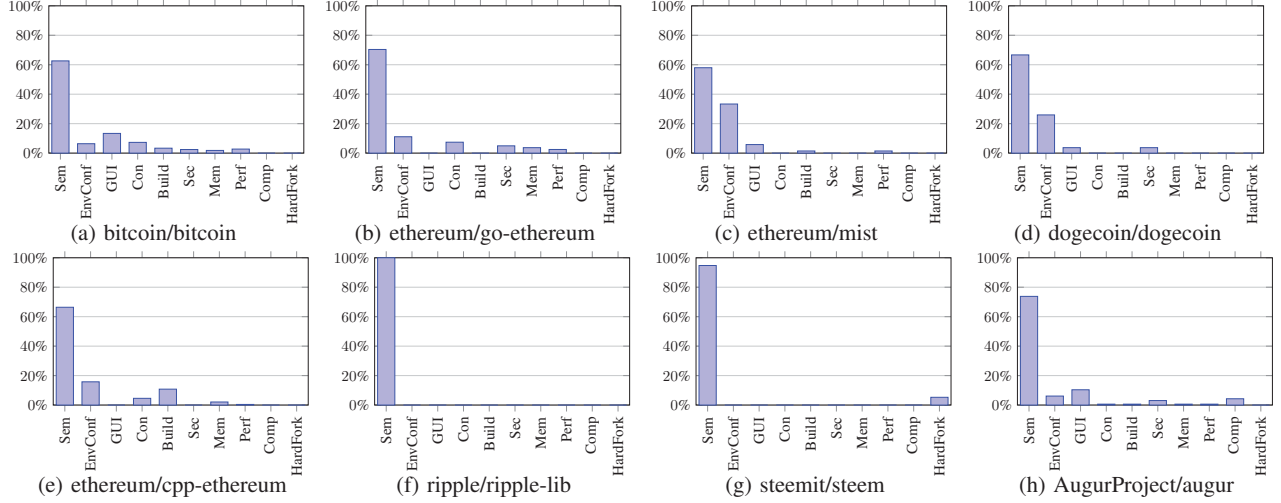 100%
80%
60%
40%
20%
0%
Sem
EnvConf
GUI
Con
Build
Sec
Mem
Perf
Comp
HardFork
(a) bitcoin/bitcoin
100%
80%
60%
40%
20%
0%
Sem
EnvConf
GUI
Con
Build
Sec
Mem
Perf
Comp
HardFork
(b) ethereum/go-ethereum
100%
80%
60%
40%
20%
0%
Sem
EnvConf
GUI
Con
Build
Sec
Mem
Perf
Comp
HardFork
(c) ethereum/mist
100%
80%
60%
40%
20%
0%
Sem
EnvConf
GUI
Con
Build
Sec
Mem
Perf
Comp
HardFork
(d) dogecoin/dogecoin
100%
80%
60%
40%
20%
0%
Sem
EnvConf
GUI
Con
Build
Sec
Mem
Perf
Comp
HardFork
(e) ethereum/cpp-ethereum
100%
80%
60%
40%
20%
0%
Sem
EnvConf
GUI
Con
Build
Sec
Mem
Perf
Comp
HardFork
(f) ripple/ripple-lib
100%
80%
60%
40%
20%
0%
Sem
EnvConf
GUI
Con
Build
Sec
Mem
Perf
Comp
HardFork
(g) steemit/steem
100%
80%
60%
40%
20%
0%
Sem
EnvConf
GUI
Con
Build
Sec
Mem
Perf
Comp
HardFork
(h) AugurProject/augur